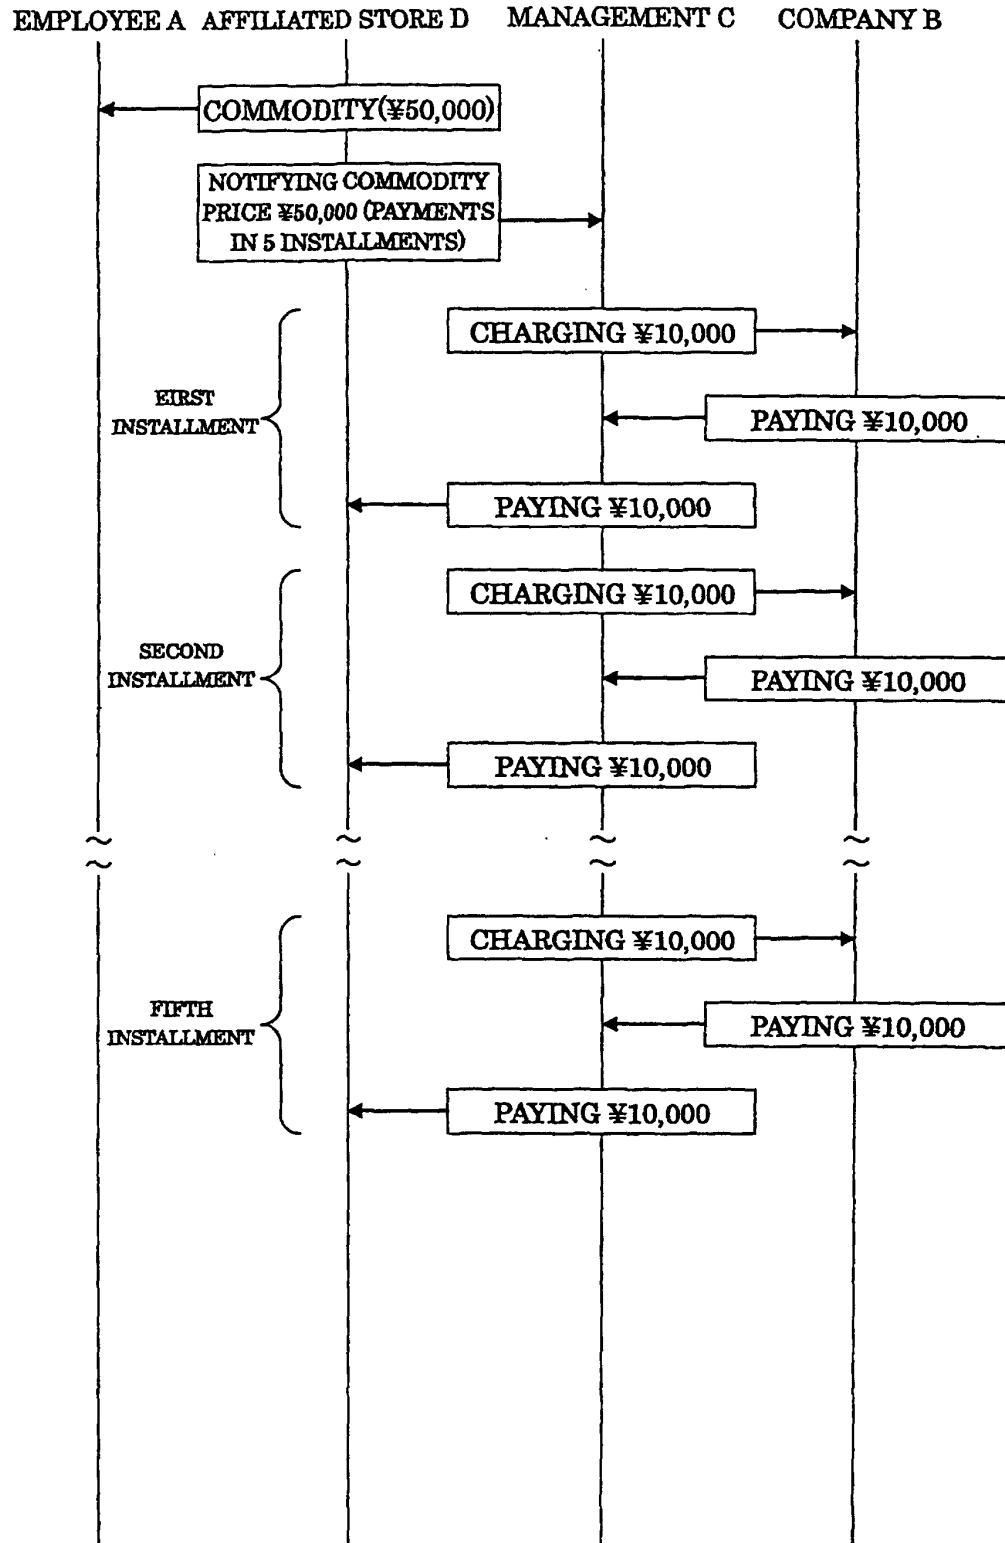 EMPLOYEE A AFFILIATED STORE D MANAGEMENT C COMPANY B
COMMODITY(¥50,000)
NOTIFYING COMMODITY
PRICE ¥50,000 (PAYMENTS
IN 5 INSTALLMENTS)
CHARGING ¥10,000
EIRST
INSTALLMENT
PAYING ¥10,000
PAYING ¥10,000
CHARGING ¥10,000
SECOND
INSTALLMENT
PAYING ¥10,000
PAYING ¥10,000
CHARGING ¥10,000
FIFTH
INSTALLMENT
PAYING ¥10,000
PAYING ¥10,000